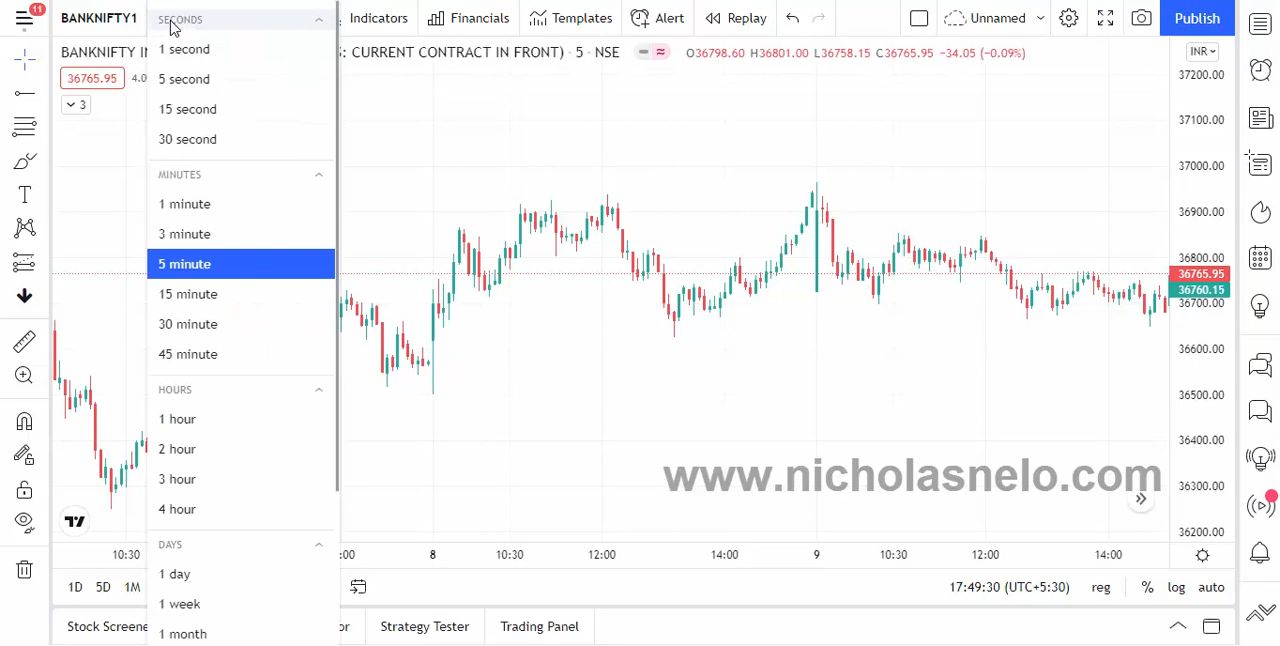 11
BANKNIFTY1
Indicators
Financials
Templates
Alert
Replay
Unnamed
Publish
BANKNIFTY IN
: CURRENT CONTRACT IN FRONT) · 5 · NSE
O36798.60 H36801.00 L36758.15 C36765.95 −34.05 (−0.09%)
INR
36765.95
4.0
3
SECONDS
1 second
5 second
15 second
30 second
MINUTES
1 minute
3 minute
5 minute
15 minute
30 minute
45 minute
HOURS
1 hour
2 hour
3 hour
4 hour
DAYS
1 day
1 week
1 month
37200.00
37100.00
37000.00
36900.00
36800.00
36765.95
36760.15
36700.00
36600.00
36500.00
36400.00
36300.00
36200.00
www.nicholasnelo.com
10:30
:00
8
10:30
12:00
14:00
9
10:30
12:00
14:00
1D 5D 1M
17:49:30 (UTC+5:30)
reg
%
log
auto
Stock Screene
or
Strategy Tester
Trading Panel